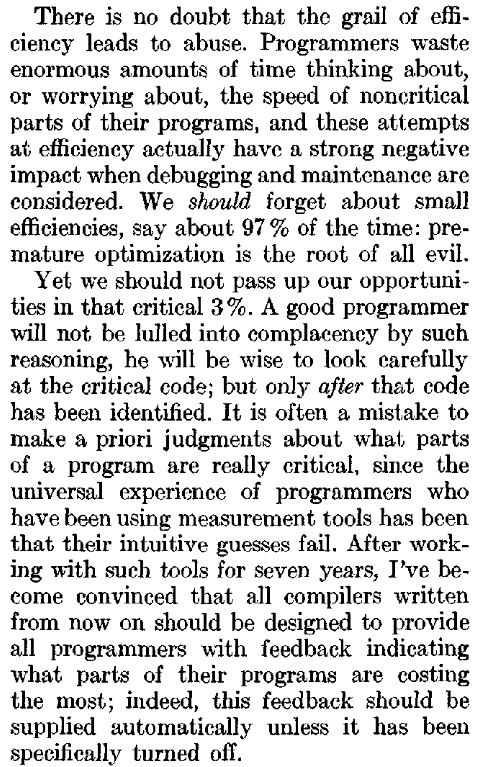 There is no doubt that the grail of effi-
ciency leads to abuse. Programmers waste
enormous amounts of time thinking about,
or worrying about, the speed of noncritical
parts of their programs, and these attempts
at efficiency actually have a strong negative
impact when debugging and maintenance are
considered. We should forget about small
efficiencies, say about 97% of the time: pre-
mature optimization is the root of all evil.
Yet we should not pass up our opportuni-
ties in that critical 3%. A good programmer
will not be lulled into complacency by such
reasoning, he will be wise to look carefully
at the critical code; but only after that code
has been identified. It is often a mistake to
make a priori judgments about what parts
of a program are really critical, since the
universal experience of programmers who
have been using measurement tools has been
that their intuitive guesses fail. After work-
ing with such tools for seven years, I've be-
come convinced that all compilers written
from now on should be designed to provide
all programmers with feedback indicating
what parts of their programs are costing
the most; indeed, this feedback should be
supplied automatically unless it has been
specifically turned off.